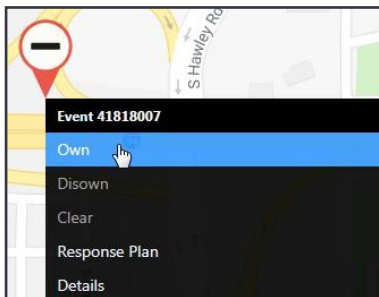 S Hawley Rd
Event 41818007
Own
Disown
Clear
Response Plan
Details